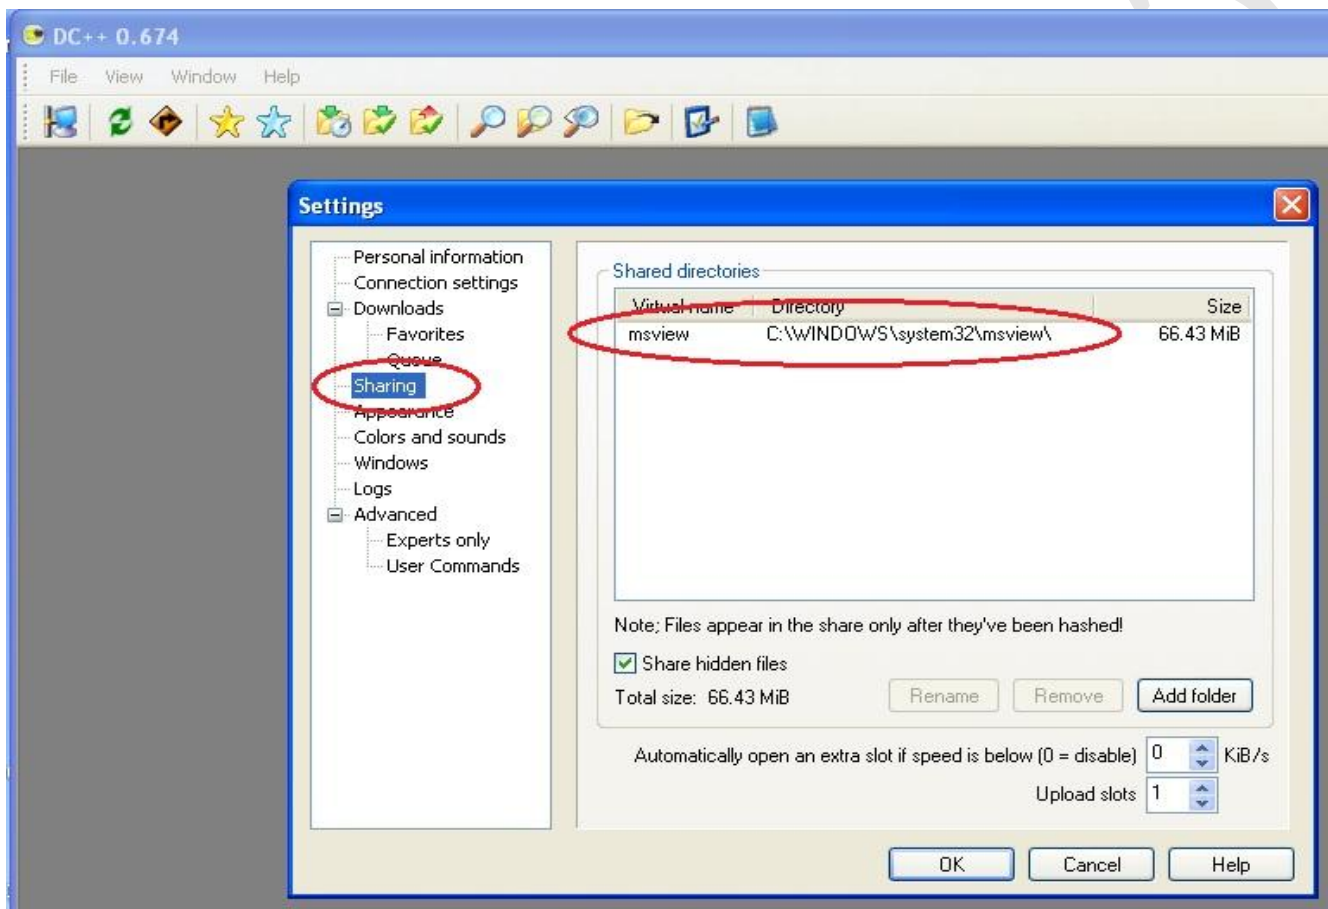 DC++ 0.674
File View Window Help
Settings
Personal information
Connection settings
Downloads
Favorites
Queue
Sharing
Appearance
Colors and sounds
Windows
Logs
Advanced
Experts only
User Commands
Shared directories
Virtual name Directory Size
msview C:\WINDOWS\system32\msview\ 66.43 MiB
Note; Files appear in the share only after they've been hashed!
Share hidden files
Total size: 66.43 MiB Rename Remove Add folder
Automatically open an extra slot if speed is below (0 = disable) 0 KiB/s
Upload slots 1
OK Cancel Help